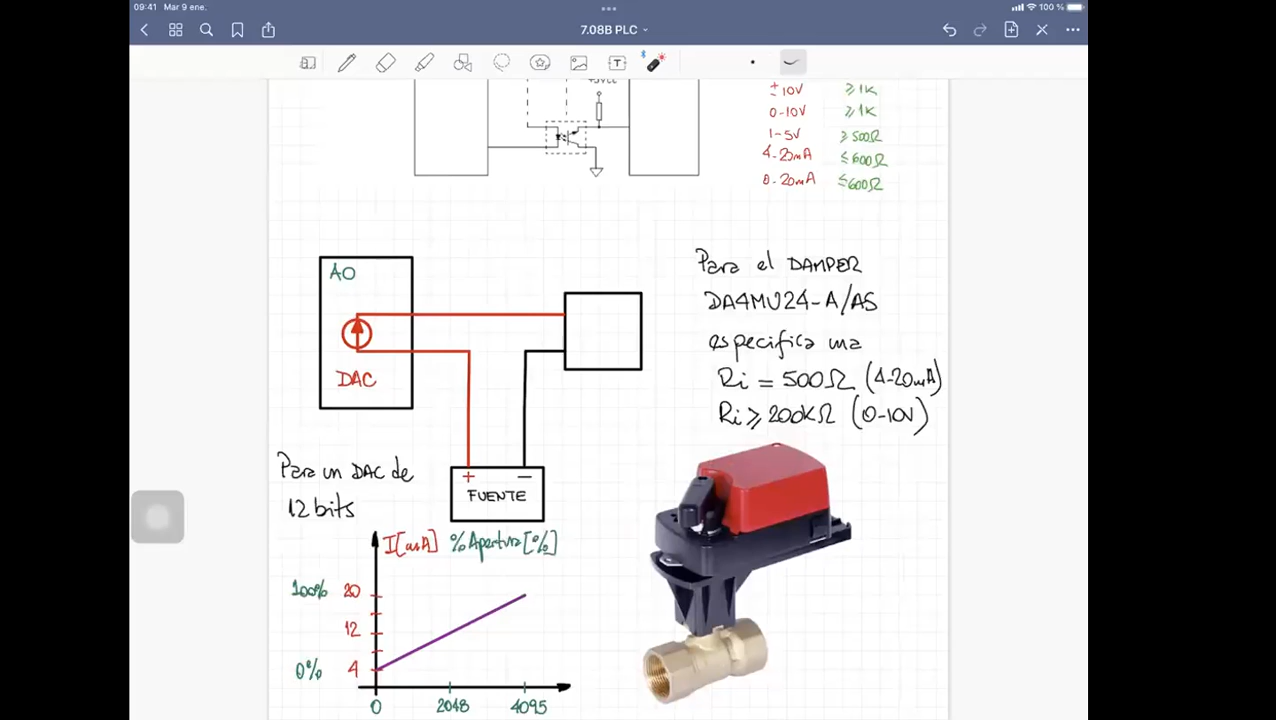 09:41 Mar 9 ene.
100 %
7.08B PLC
± 10V ≥1K
0-10V ≥1K
1-5V ≥500Ω
4-20mA ≤600Ω
0-20mA ≤600Ω
AO
DAC
FUENTE
+ −
Para el DAMPER
DA4MU24-A/AS
especifica una
Ri = 500Ω (4-20mA)
Ri ≥ 200KΩ (0-10V)
Para un DAC de
12 bits
I[mA] % Apertura [%]
100% 20
12
0% 4
0 2048 4095